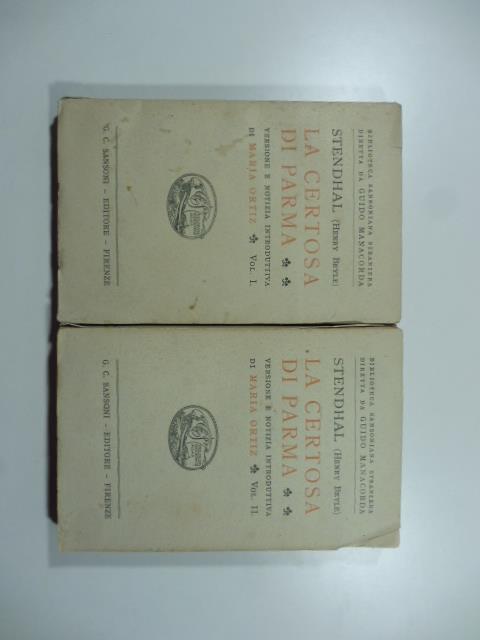 BIBLIOTECA SANSONIANA STRANIERA
DIRETTA DA GUIDO MANACORDA
STENDHAL (HENRY BEYLE)
LA CERTOSA
DI PARMA
VERSIONE E NOTIZIA INTRODUTTIVA
DI MARIA ORTIZ VOL. I.
G. C. SANSONI - EDITORE - FIRENZE
BIBLIOTECA SANSONIANA STRANIERA
DIRETTA DA GUIDO MANACORDA
STENDHAL (HENRY BEYLE)
LA CERTOSA
DI PARMA
VERSIONE E NOTIZIA INTRODUTTIVA
DI MARIA ORTIZ VOL. II.
G. C. SANSONI - EDITORE - FIRENZE